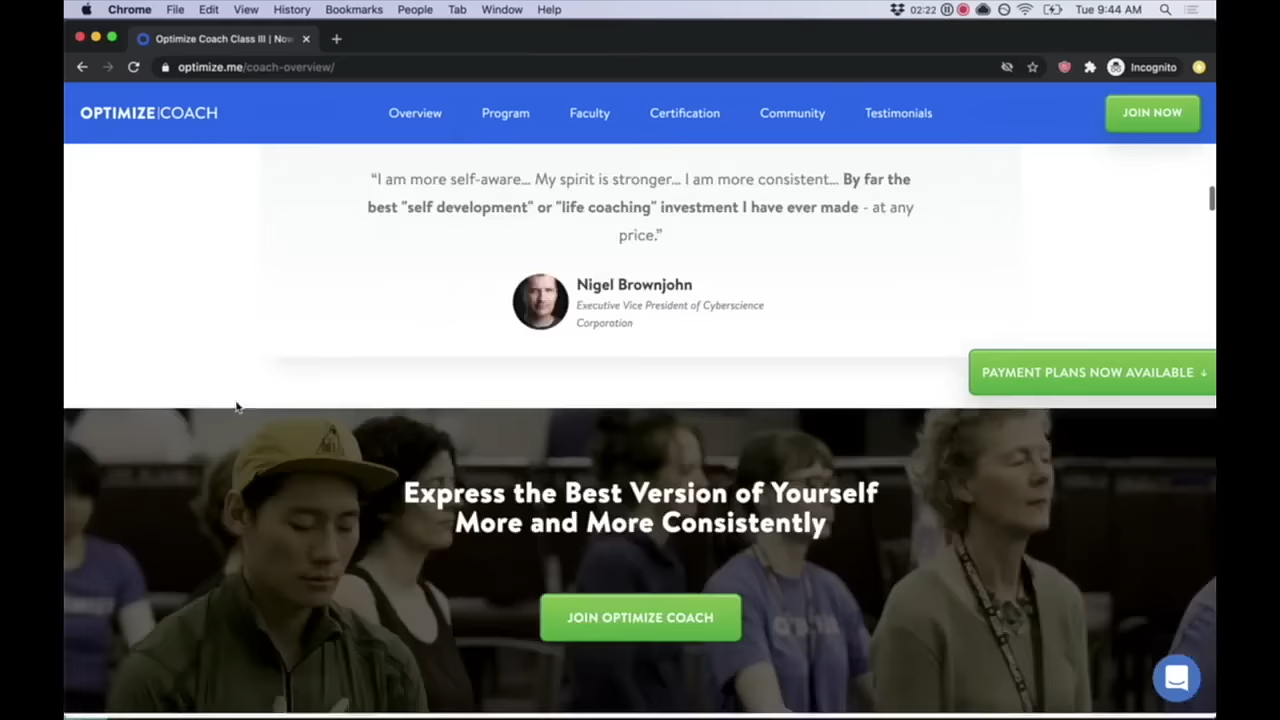 Chrome File Edit View History Bookmarks People Tab Window Help 02:22 Tue 9:44 AM
Optimize Coach Class III | Now
optimize.me/coach-overview/ Incognito
OPTIMIZE|COACH Overview Program Faculty Certification Community Testimonials JOIN NOW
“I am more self-aware... My spirit is stronger... I am more consistent... By far the
best "self development" or "life coaching" investment I have ever made - at any
price.”
Nigel Brownjohn
Executive Vice President of Cyberscience
Corporation
PAYMENT PLANS NOW AVAILABLE ↓
Express the Best Version of Yourself
More and More Consistently
JOIN OPTIMIZE COACH